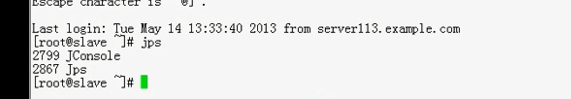 Escape character is '^]'.
Last login: Tue May 14 13:33:40 2013 from server113.example.com
[root@slave ~]# jps
2799 JConsole
2867 Jps
[root@slave ~]#